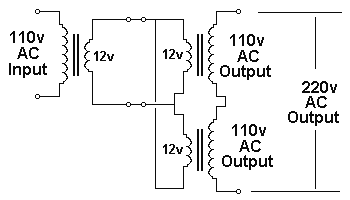 110v
AC
Input
12v
12v
110v
AC
Output
220v
AC
Output
12v
110v
AC
Output